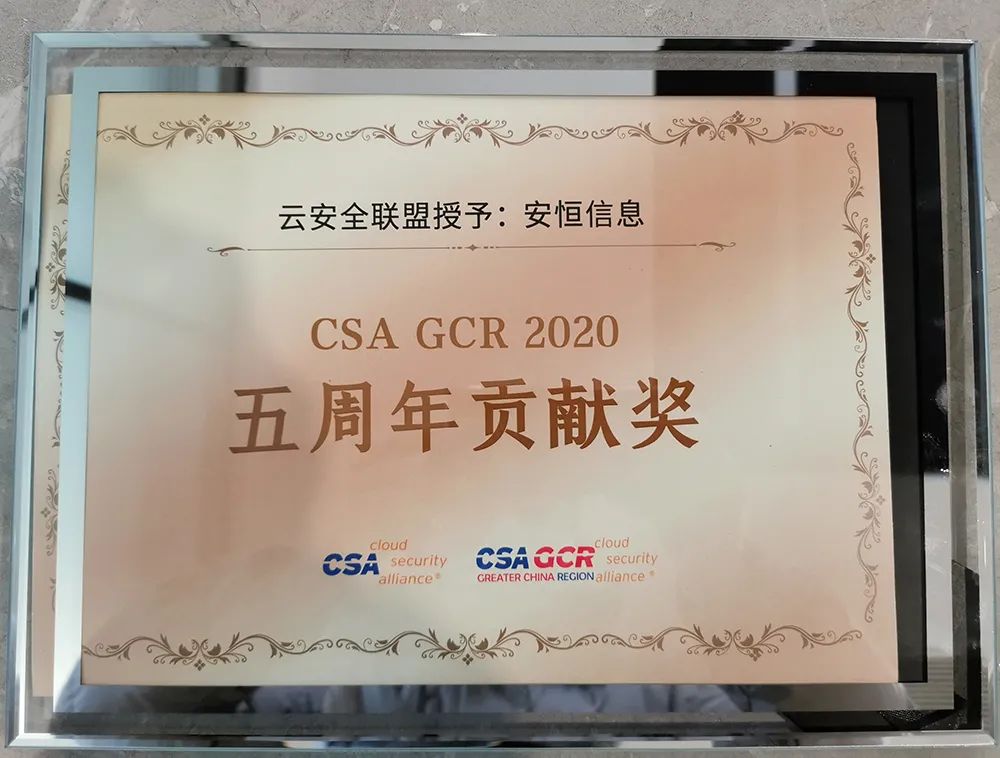 云安全联盟授予：安恒信息
CSA GCR 2020
五周年贡献奖
CSA cloud security alliance®
CSA GCR GREATER CHINA REGION cloud security alliance®